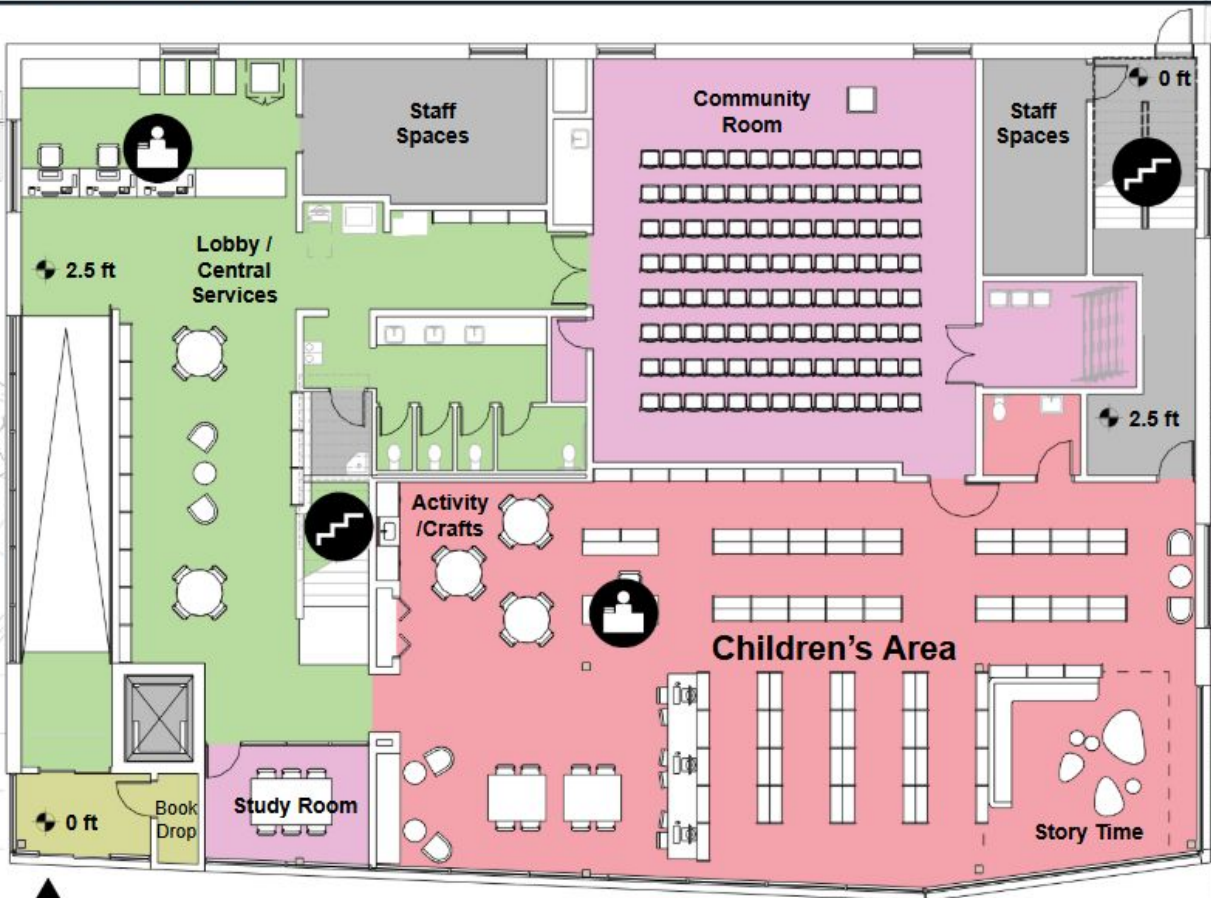 Staff
Spaces
Community
Room
Staff
Spaces
0 ft
Lobby /
Central
Services
2.5 ft
2.5 ft
Activity
/Crafts
Children's Area
Study Room
Book
Drop
0 ft
Story Time